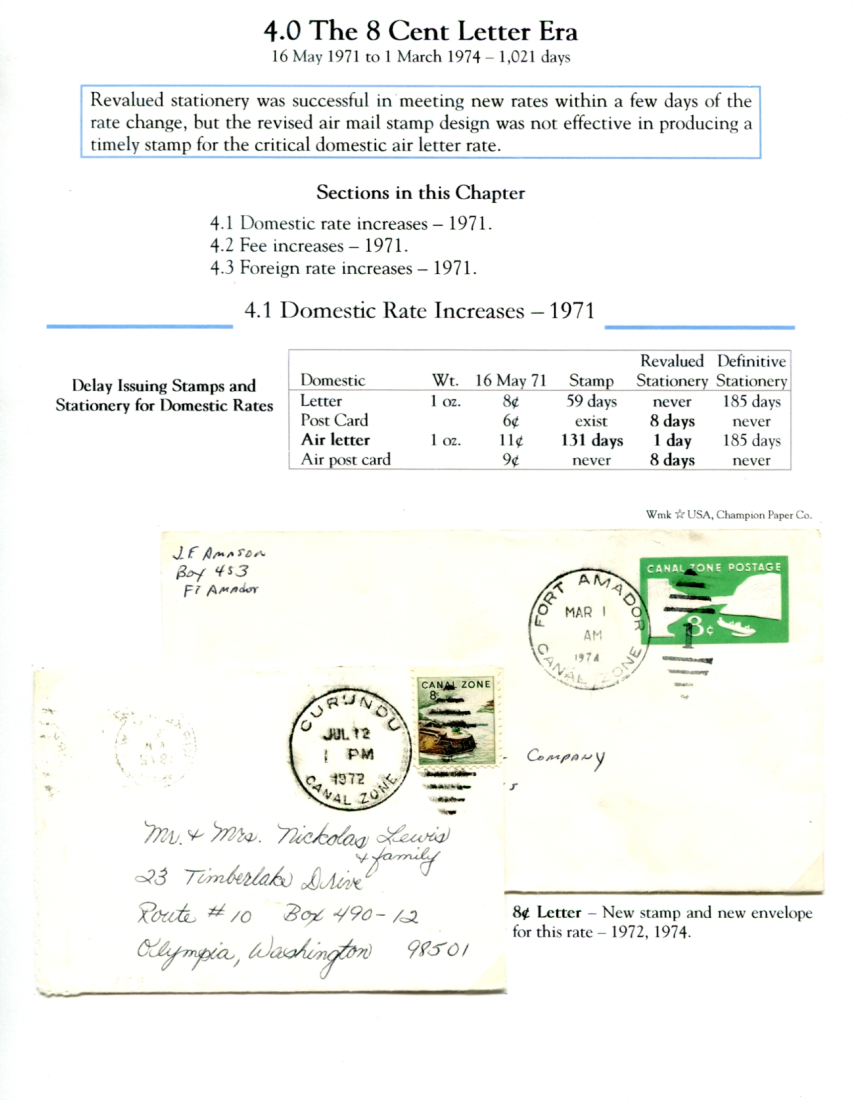 4.0 The 8 Cent Letter Era
16 May 1971 to 1 March 1974 – 1,021 days
Revalued stationery was successful in meeting new rates within a few days of the
rate change, but the revised air mail stamp design was not effective in producing a
timely stamp for the critical domestic air letter rate.
Sections in this Chapter
4.1 Domestic rate increases – 1971.
4.2 Fee increases – 1971.
4.3 Foreign rate increases – 1971.
4.1 Domestic Rate Increases – 1971
Delay Issuing Stamps and
Stationery for Domestic Rates
Revalued Definitive
Domestic Wt. 16 May 71 Stamp Stationery Stationery
Letter 1 oz. 8¢ 59 days never 185 days
Post Card 6¢ exist 8 days never
Air letter 1 oz. 11¢ 131 days 1 day 185 days
Air post card 9¢ never 8 days never
Wmk ☆ USA, Champion Paper Co.
J.F. Amason
Box 453
Ft Amador
FORT AMADOR
MAR 1
AM
1974
CANAL ZONE
CANAL ZONE POSTAGE
8¢
Company
s
CURUNDU
JUL 12
1 PM
1972
CANAL ZONE
CANAL ZONE
8¢
Mr. & Mrs. Nickolas Lewis
& family
23 Timberlake Drive
Route # 10 Box 490-12
Olympia, Washington 98501
8¢ Letter – New stamp and new envelope
for this rate – 1972, 1974.